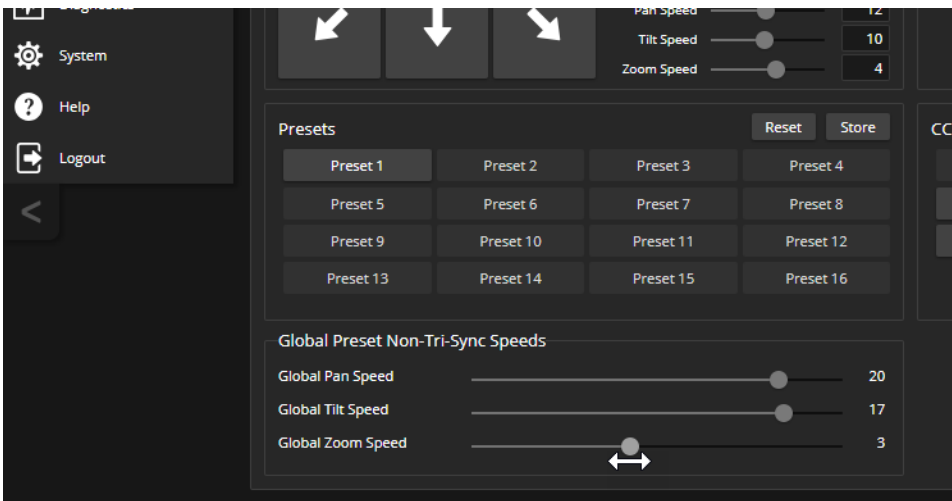 Diagnostics
System
Help
Logout
<
Pan Speed 12
Tilt Speed 10
Zoom Speed 4
Presets Reset Store
Preset 1 Preset 2 Preset 3 Preset 4
Preset 5 Preset 6 Preset 7 Preset 8
Preset 9 Preset 10 Preset 11 Preset 12
Preset 13 Preset 14 Preset 15 Preset 16
Global Preset Non-Tri-Sync Speeds
Global Pan Speed 20
Global Tilt Speed 17
Global Zoom Speed 3
CC